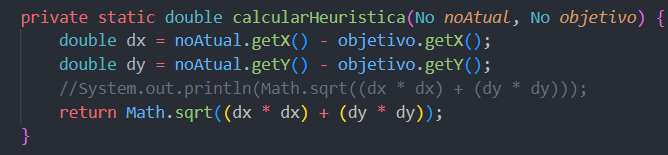 private static double calcularHeuristica(No noAtual, No objetivo) {
double dx = noAtual.getX() - objetivo.getX();
double dy = noAtual.getY() - objetivo.getY();
//System.out.println(Math.sqrt((dx * dx) + (dy * dy)));
return Math.sqrt((dx * dx) + (dy * dy));
}